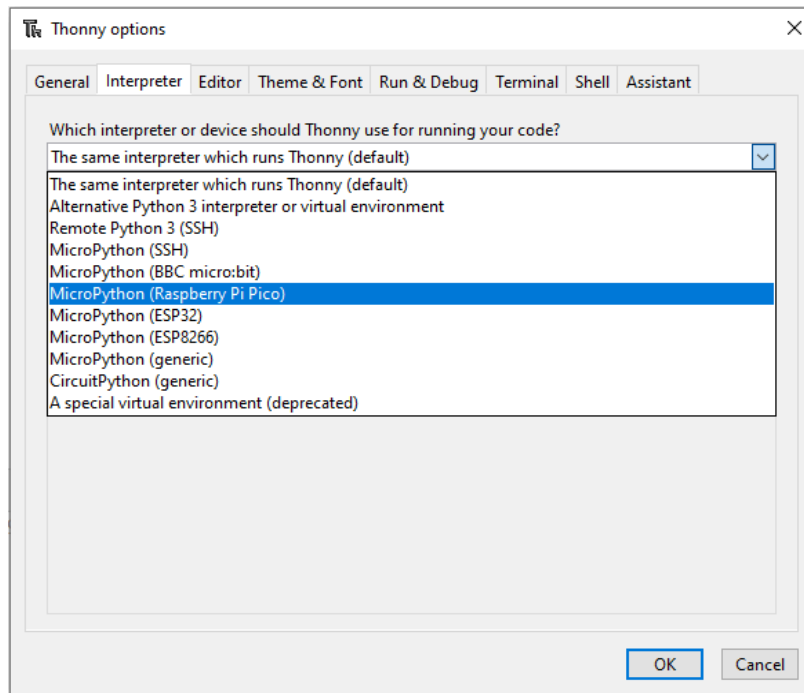 Thonny options
General Interpreter Editor Theme & Font Run & Debug Terminal Shell Assistant
Which interpreter or device should Thonny use for running your code?
The same interpreter which runs Thonny (default)
The same interpreter which runs Thonny (default)
Alternative Python 3 interpreter or virtual environment
Remote Python 3 (SSH)
MicroPython (SSH)
MicroPython (BBC micro:bit)
MicroPython (Raspberry Pi Pico)
MicroPython (ESP32)
MicroPython (ESP8266)
MicroPython (generic)
CircuitPython (generic)
A special virtual environment (deprecated)
OK Cancel